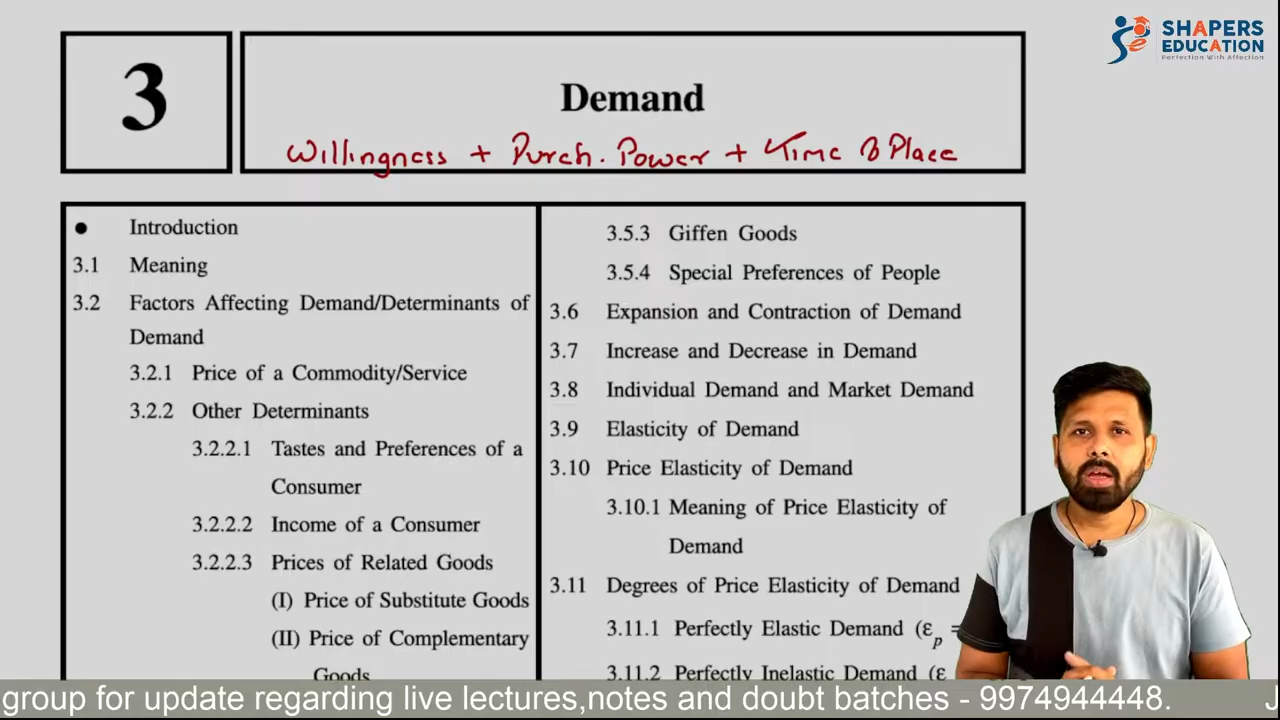 SHAPERS
EDUCATION
Perfection With Affection
3
Demand
Willingness + Purch. Power + Time & Place
● Introduction
3.1 Meaning
3.2 Factors Affecting Demand/Determinants of
Demand
3.2.1 Price of a Commodity/Service
3.2.2 Other Determinants
3.2.2.1 Tastes and Preferences of a
Consumer
3.2.2.2 Income of a Consumer
3.2.2.3 Prices of Related Goods
(I) Price of Substitute Goods
(II) Price of Complementary
Goods
3.5.3 Giffen Goods
3.5.4 Special Preferences of People
3.6 Expansion and Contraction of Demand
3.7 Increase and Decrease in Demand
3.8 Individual Demand and Market Demand
3.9 Elasticity of Demand
3.10 Price Elasticity of Demand
3.10.1 Meaning of Price Elasticity of
Demand
3.11 Degrees of Price Elasticity of Demand
3.11.1 Perfectly Elastic Demand (εp =
3.11.2 Perfectly Inelastic Demand (ε
group for update regarding live lectures,notes and doubt batches - 9974944448. J